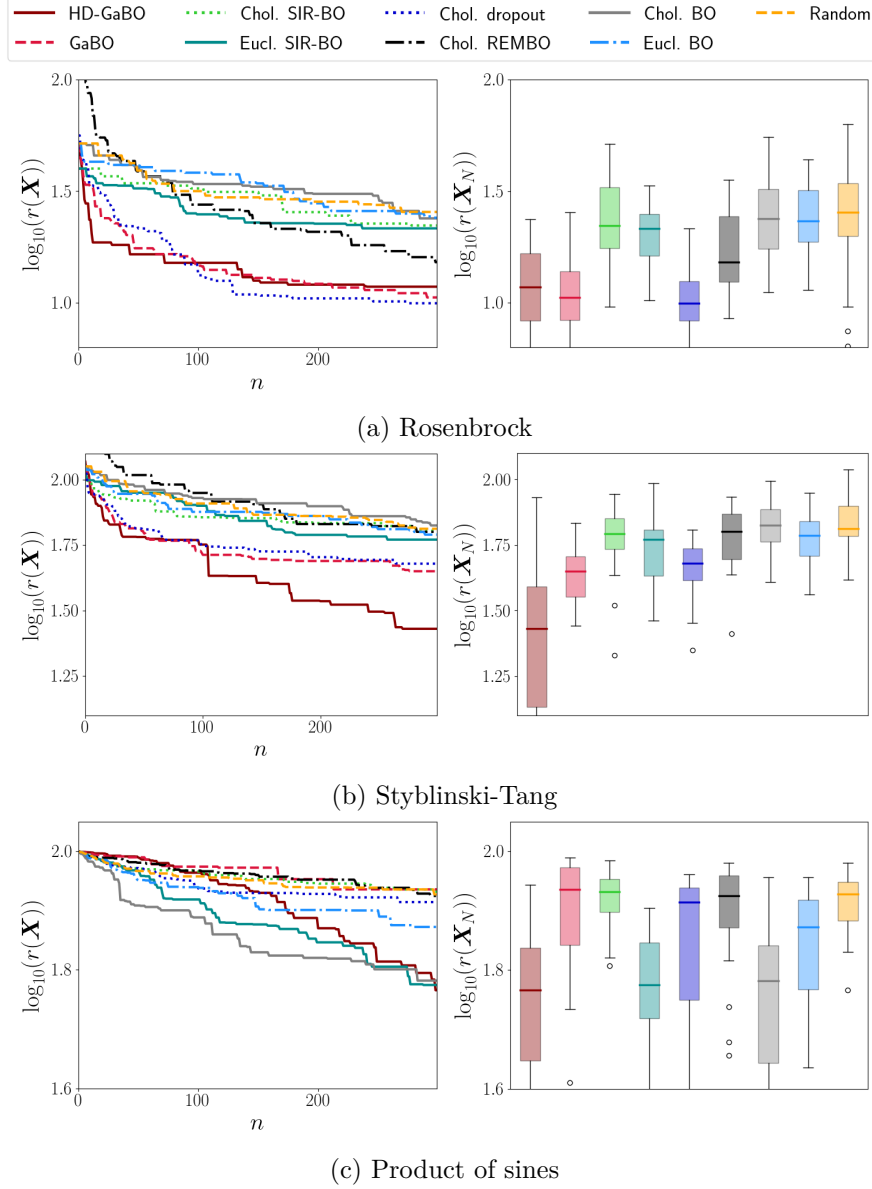 HD-GaBO Chol. SIR-BO Chol. dropout Chol. BO Random
GaBO Eucl. SIR-BO Chol. REMBO Eucl. BO
2.0
1.5
1.0
log₁₀(r(X))
0 100 200
n
2.0
1.5
1.0
log₁₀(r(X_N))
(a) Rosenbrock
2.00
1.75
1.50
1.25
log₁₀(r(X))
0 100 200
n
2.00
1.75
1.50
1.25
log₁₀(r(X_N))
(b) Styblinski-Tang
2.0
1.8
1.6
log₁₀(r(X))
0 100 200
n
2.0
1.8
1.6
log₁₀(r(X_N))
(c) Product of sines